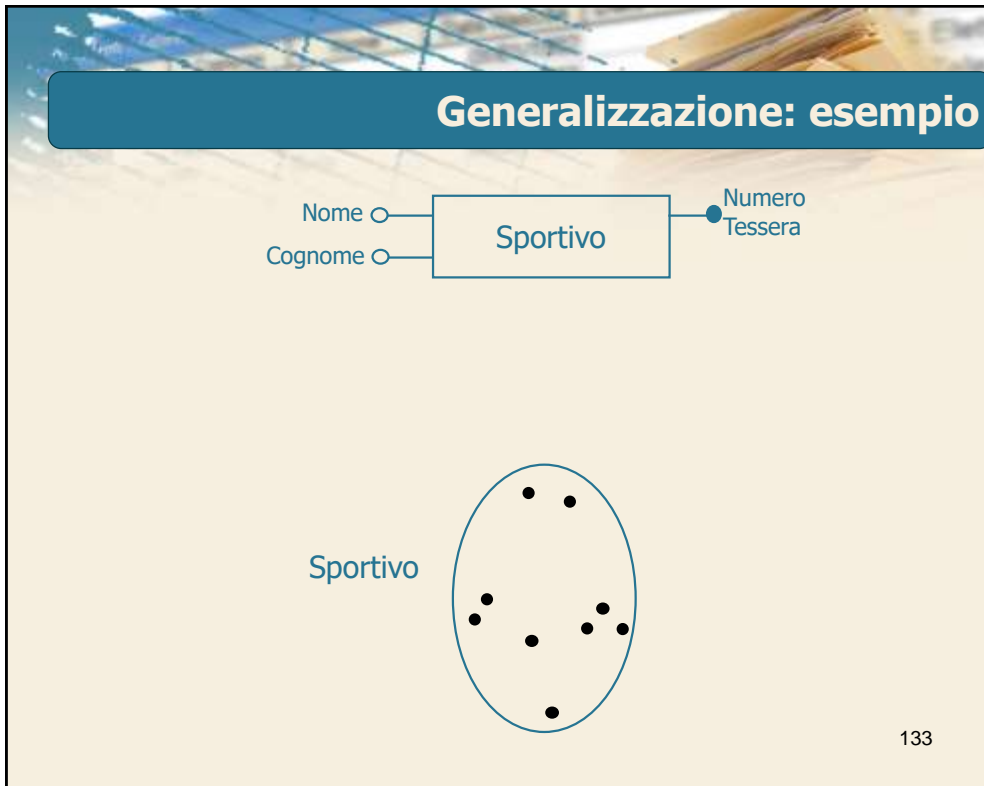 Generalizzazione: esempio
Nome
Cognome
Sportivo
Numero
Tessera
Sportivo
133